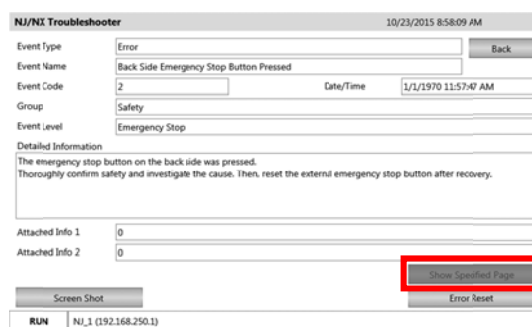 NJ/NX Troubleshooter 10/23/2015 8:58:09 AM
Event Type Error Back
Event Name Back Side Emergency Stop Button Pressed
Event Code 2 Date/Time 1/1/1970 11:57:47 AM
Group Safety
Event Level Emergency Stop
Detailed Information
The emergency stop button on the back side was pressed.
Thoroughly confirm safety and investigate the cause. Then, reset the external emergency stop button after recovery.
Attached Info 1 0
Attached Info 2 0
Show Specified Page
Screen Shot Error Reset
RUN NJ_1 (192.168.250.1)